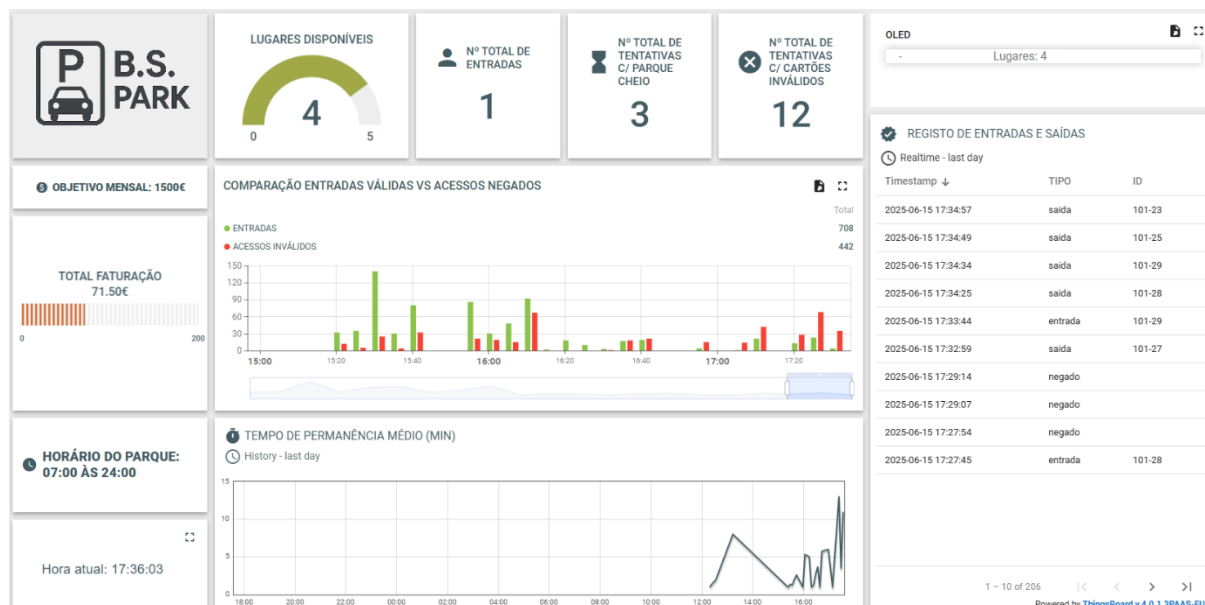 P
B.S.
PARK
LUGARES DISPONÍVEIS
4
0
5
Nº TOTAL DE
ENTRADAS
1
Nº TOTAL DE
TENTATIVAS
C/ PARQUE
CHEIO
3
Nº TOTAL DE
TENTATIVAS
C/ CARTÕES
INVÁLIDOS
12
OLED
- Lugares: 4
OBJETIVO MENSAL: 1500€
TOTAL FATURAÇÃO
71.50€
0
200
HORÁRIO DO PARQUE:
07:00 ÀS 24:00
Hora atual: 17:36:03
COMPARAÇÃO ENTRADAS VÁLIDAS VS ACESSOS NEGADOS
Total
ENTRADAS 708
ACESSOS INVÁLIDOS 442
150
120
90
60
30
0
15:00 15:20 15:40 16:00 16:20 16:40 17:00 17:20
TEMPO DE PERMANÊNCIA MÉDIO (MIN)
History - last day
15
10
5
0
18:00 20:00 22:00 00:00 02:00 04:00 06:00 08:00 10:00 12:00 14:00 16:00
REGISTO DE ENTRADAS E SAÍDAS
Realtime - last day
Timestamp TIPO ID
2025-06-15 17:34:57 saida 101-23
2025-06-15 17:34:49 saida 101-25
2025-06-15 17:34:34 saida 101-29
2025-06-15 17:34:25 saida 101-28
2025-06-15 17:33:44 entrada 101-29
2025-06-15 17:32:59 saida 101-27
2025-06-15 17:29:14 negado
2025-06-15 17:29:07 negado
2025-06-15 17:27:54 negado
2025-06-15 17:27:45 entrada 101-28
1 – 10 of 206
Powered by ThingsBoard v.4.0.1.2PAAS-EU